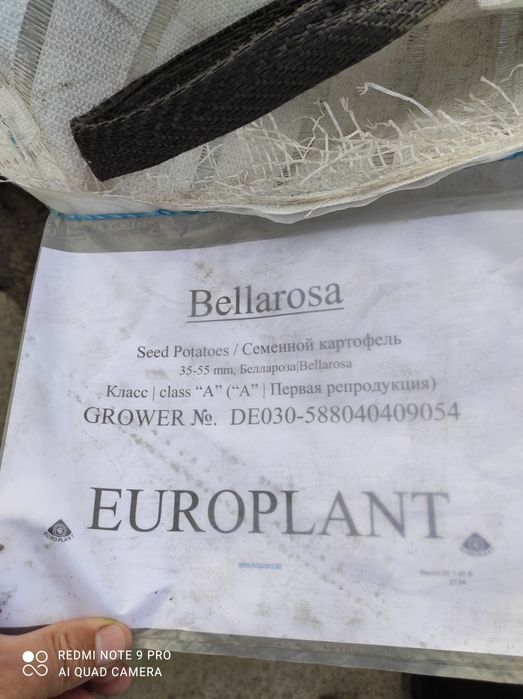 Bellarosa
Seed Potatoes / Семенной картофель
35-55 mm, Беллароза|Bellarosa
Класс | class “A” (“A” | Первая репродукция)
GROWER №. DE030-588040409054
EUROPLANT
EUROPLANT
REDMI NOTE 9 PRO
AI QUAD CAMERA